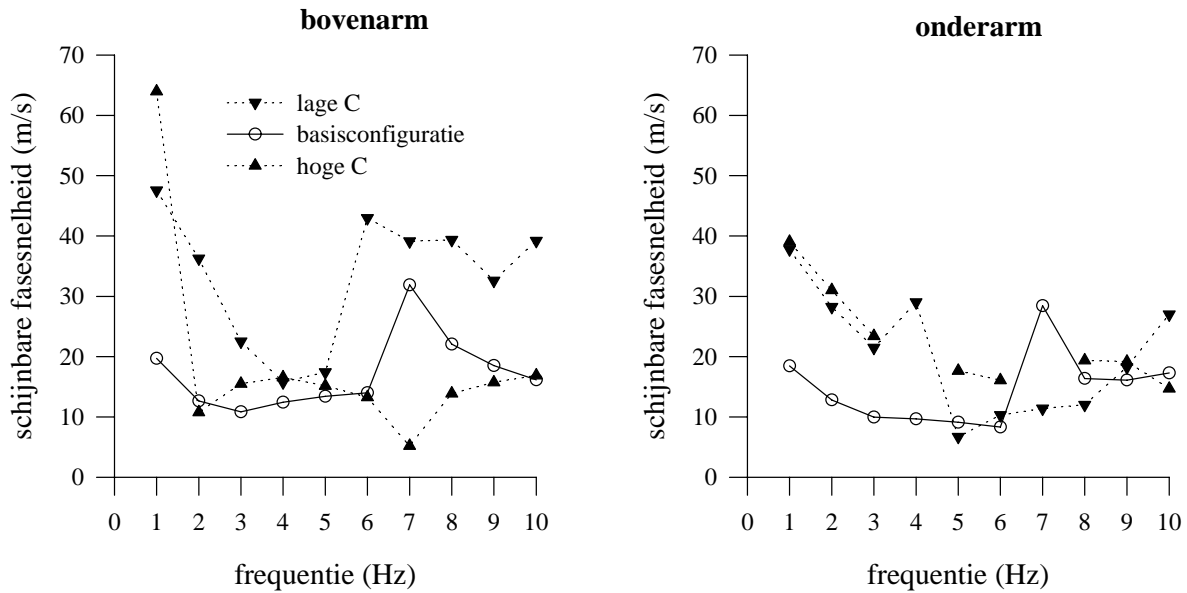 bovenarm
schijnbare fasesnelheid (m/s)
70
60
50
40
30
20
10
0
lage C
basisconfiguratie
hoge C
0 1 2 3 4 5 6 7 8 9 10
frequentie (Hz)
onderarm
schijnbare fasesnelheid (m/s)
70
60
50
40
30
20
10
0
0 1 2 3 4 5 6 7 8 9 10
frequentie (Hz)